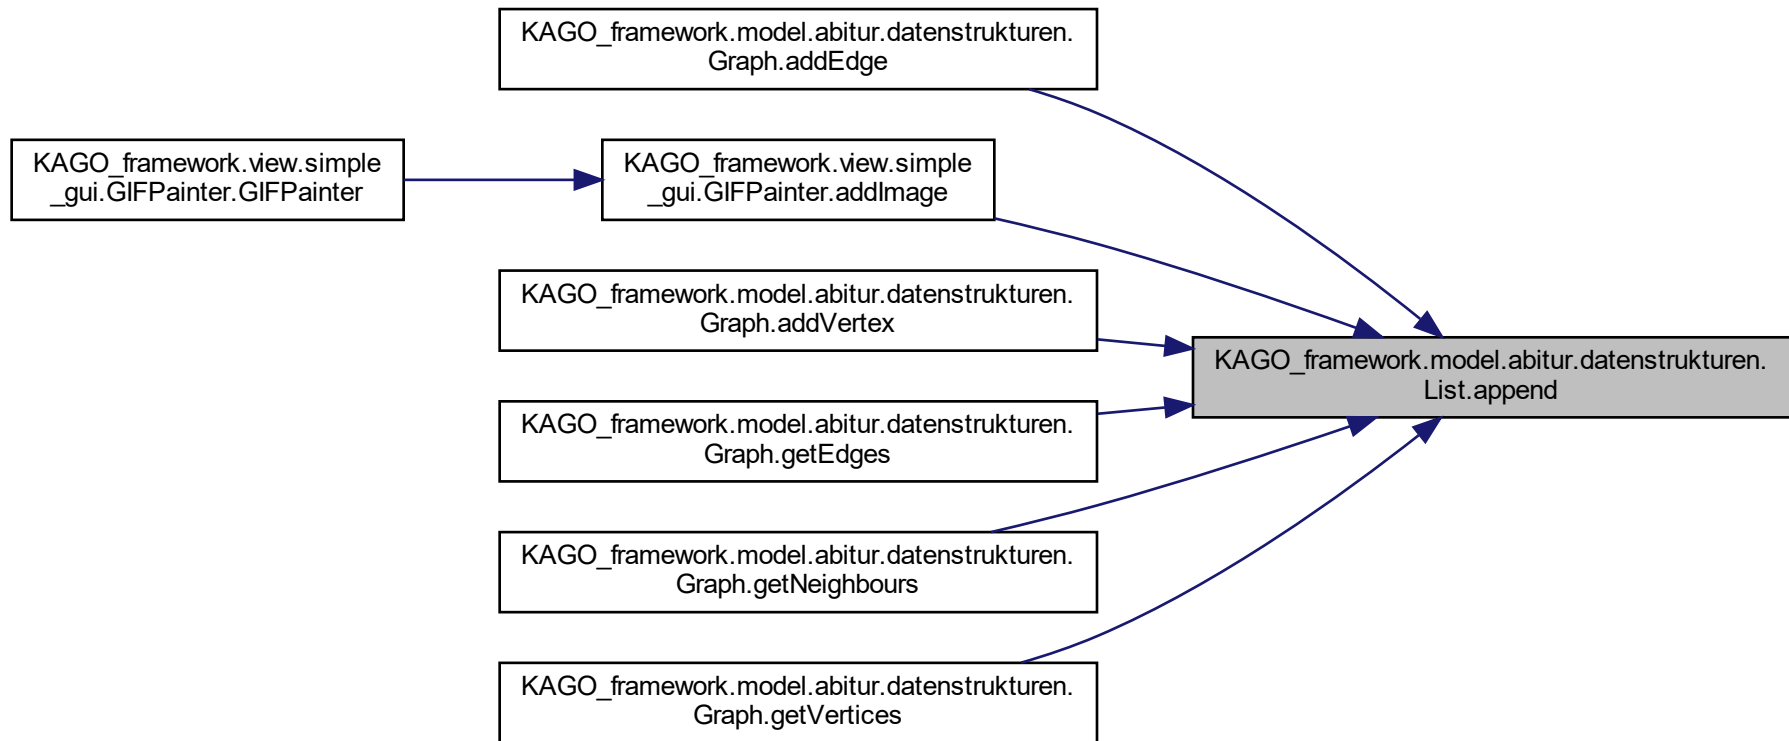 KAGO_framework.model.abitur.datenstrukturen.
Graph.addEdge
KAGO_framework.view.simple
_gui.GIFPainter.GIFPainter
KAGO_framework.view.simple
_gui.GIFPainter.addImage
KAGO_framework.model.abitur.datenstrukturen.
Graph.addVertex
KAGO_framework.model.abitur.datenstrukturen.
List.append
KAGO_framework.model.abitur.datenstrukturen.
Graph.getEdges
KAGO_framework.model.abitur.datenstrukturen.
Graph.getNeighbours
KAGO_framework.model.abitur.datenstrukturen.
Graph.getVertices